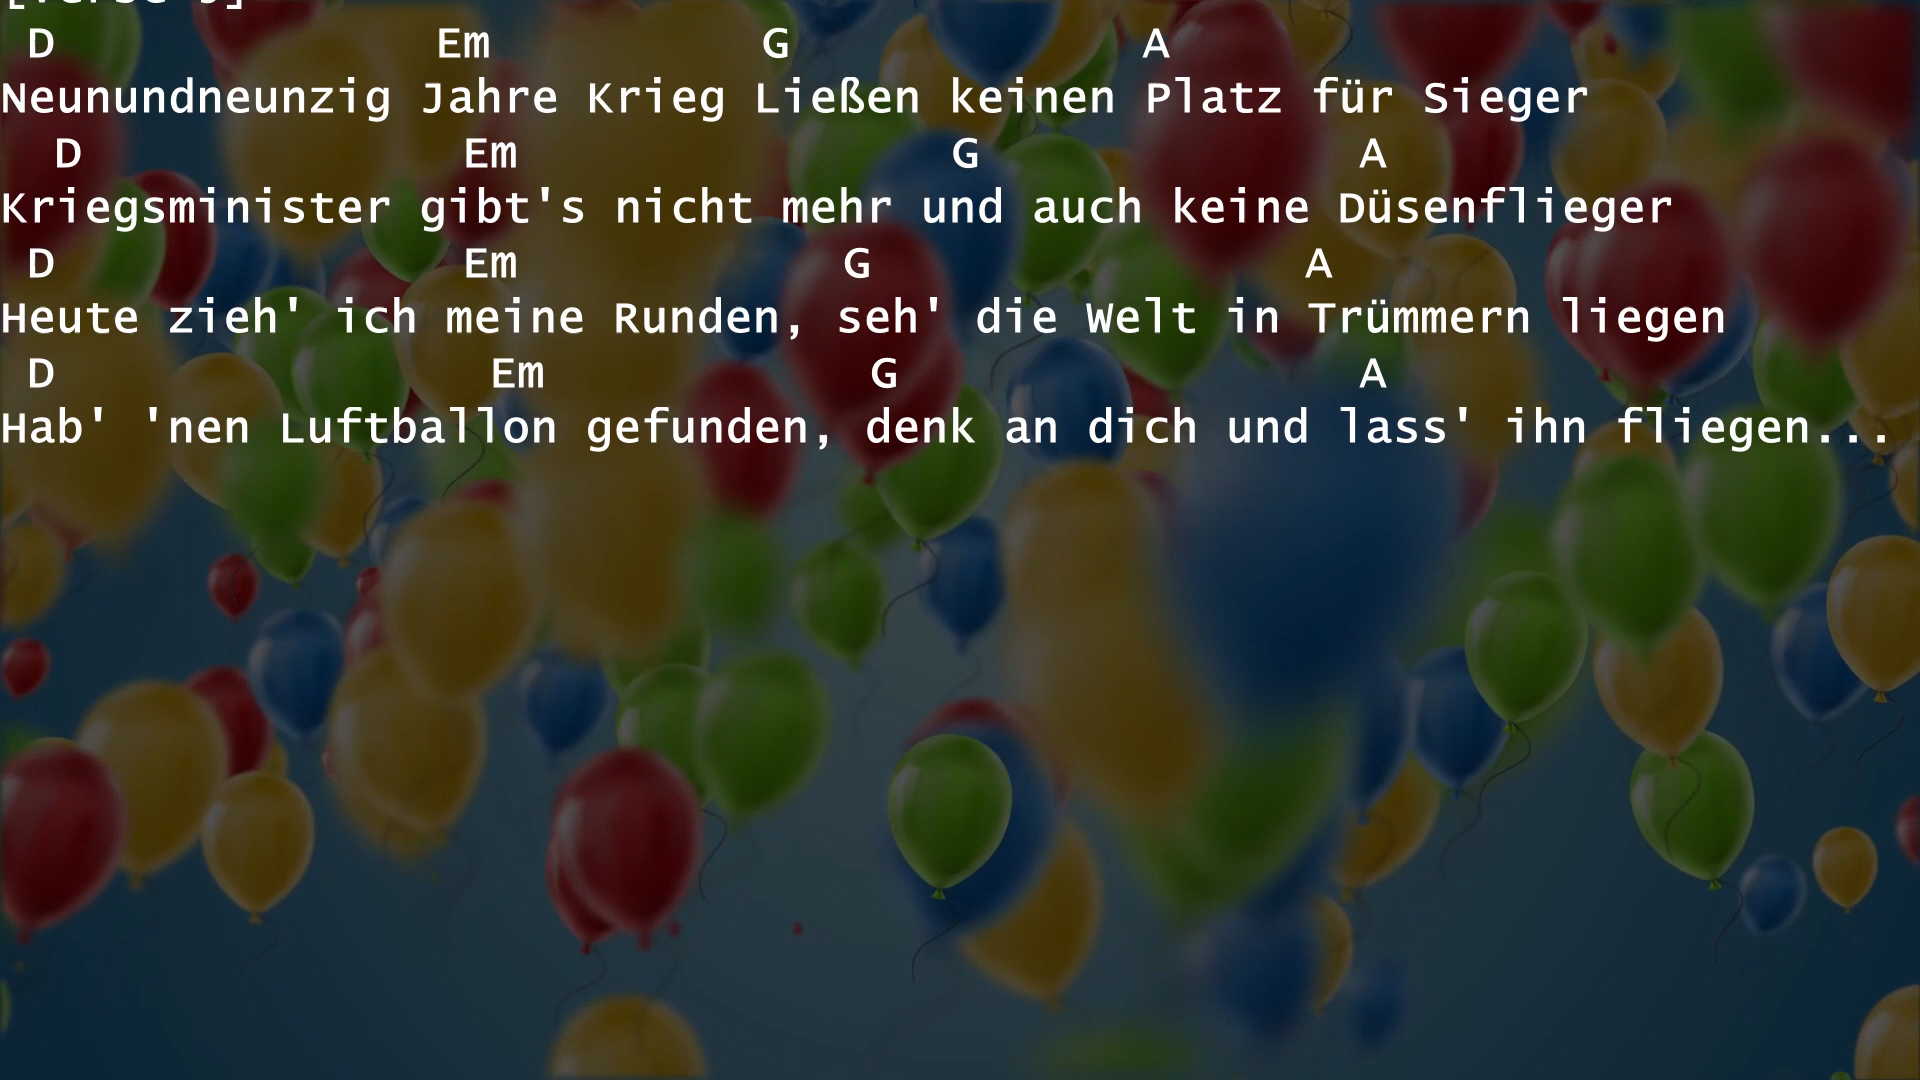 D Em G A
Neunundneunzig Jahre Krieg Ließen keinen Platz für Sieger
D Em G A
Kriegsminister gibt's nicht mehr und auch keine Düsenflieger
D Em G A
Heute zieh' ich meine Runden, seh' die Welt in Trümmern liegen
D Em G A
Hab' 'nen Luftballon gefunden, denk an dich und lass' ihn fliegen...